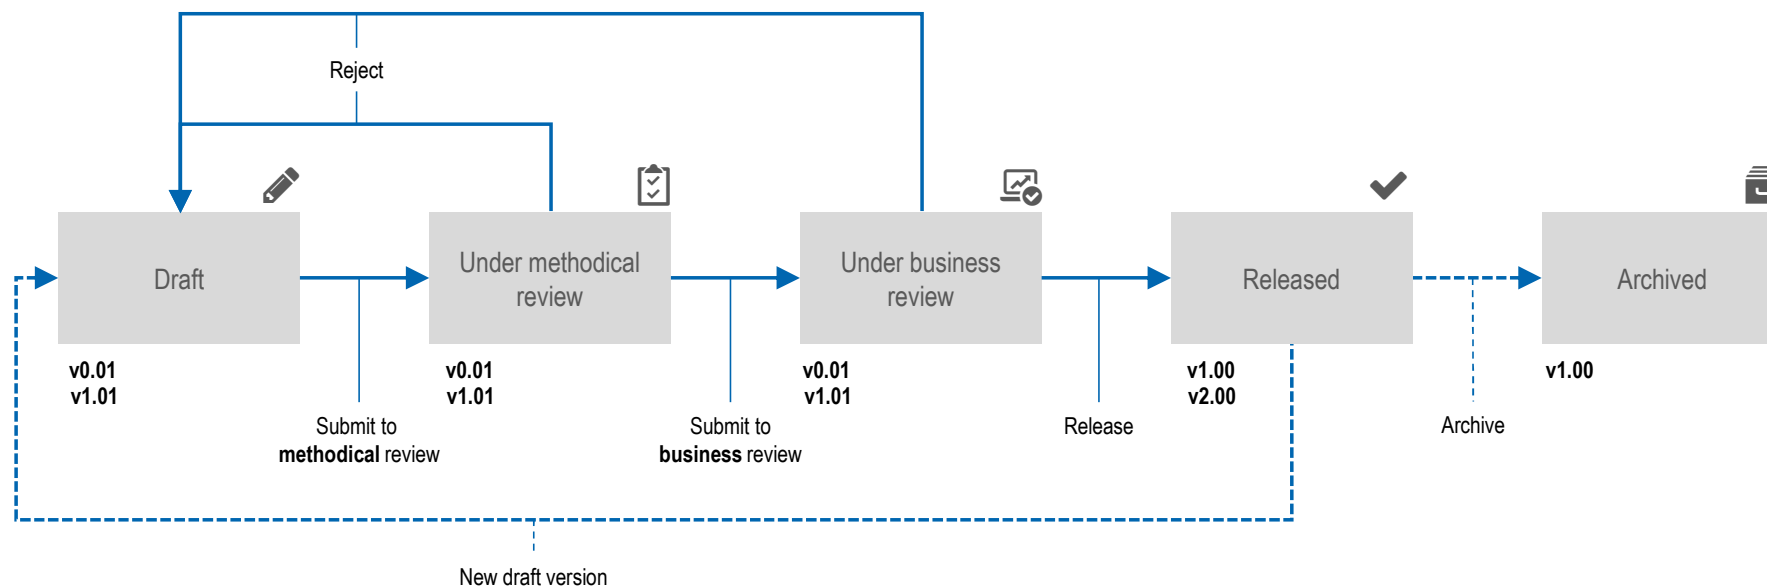 Reject
Draft
Under methodical
review
Under business
review
Released
Archived
v0.01
v1.01
v0.01
v1.01
v0.01
v1.01
v1.00
v2.00
v1.00
Submit to
methodical review
Submit to
business review
Release
Archive
New draft version